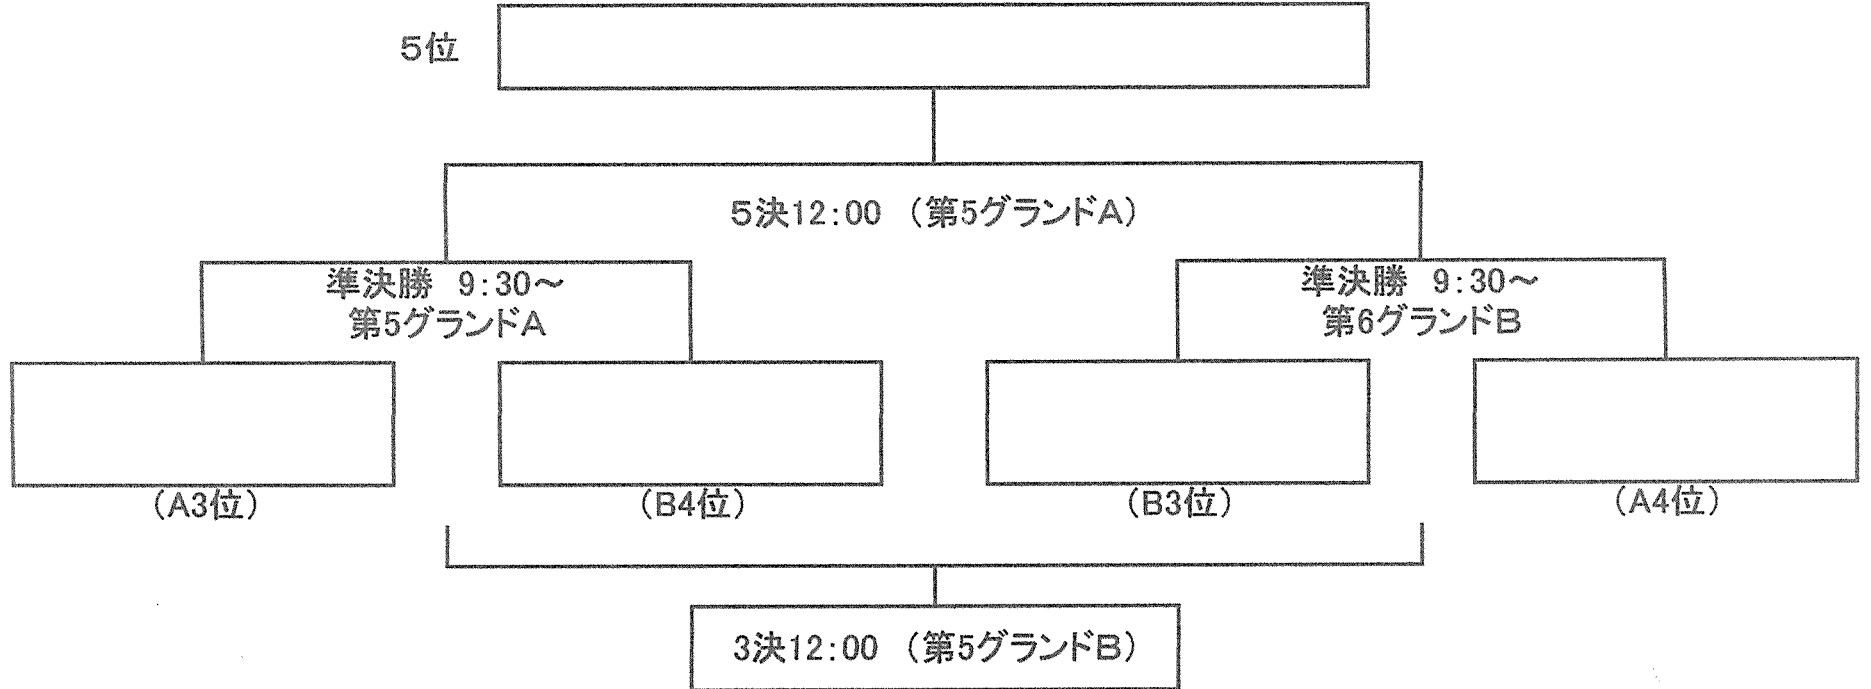 ５位
５決12：00　（第5グランドＡ）
準決勝　9：30～
第5グランドＡ
準決勝　9：30～
第6グランドＢ
（A3位）
（B4位）
（B3位）
（A4位）
3決12：00　（第5グランドＢ）